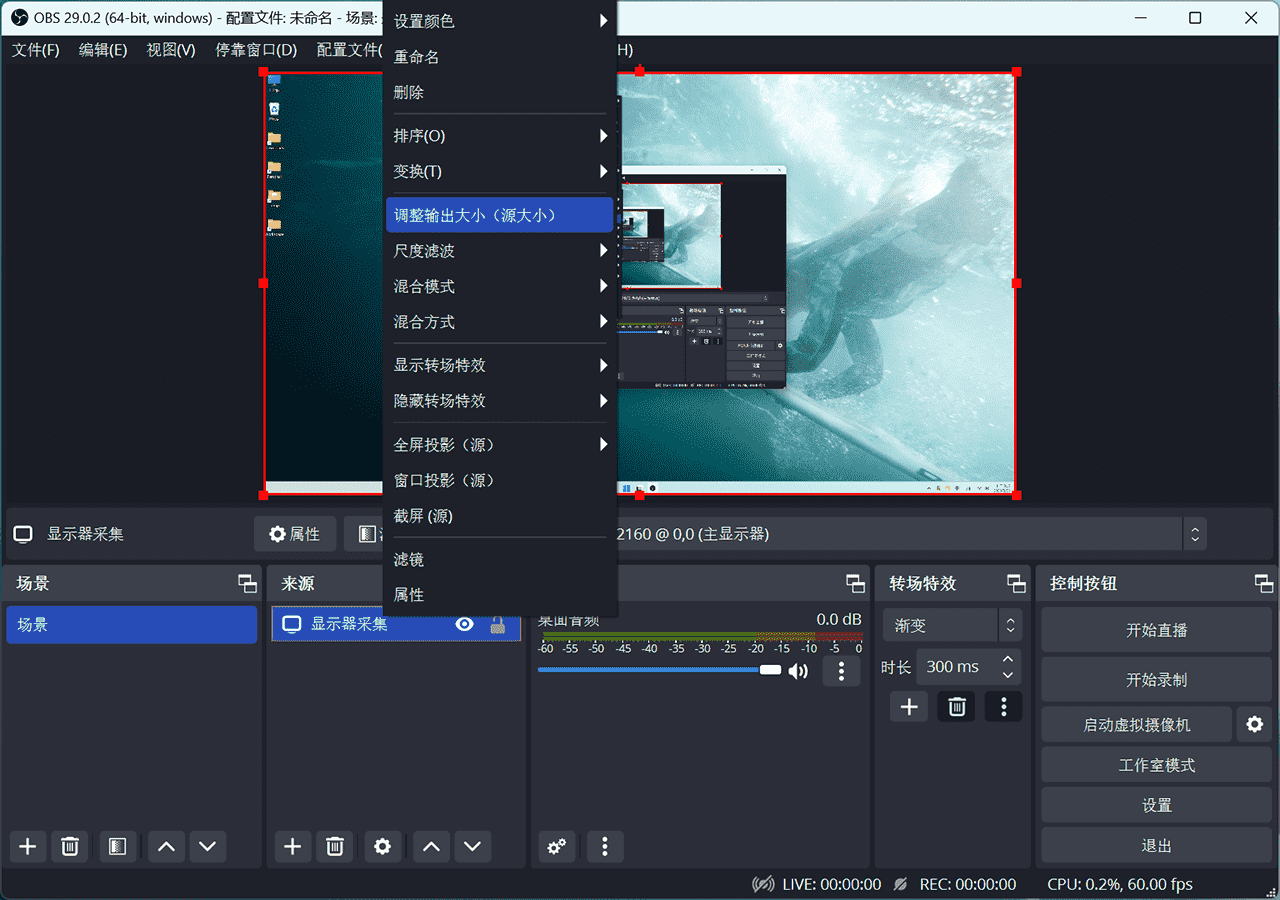 OBS 29.0.2 (64-bit, windows) - 配置文件: 未命名 - 场景:
文件(F) 编辑(E) 视图(V) 停靠窗口(D) 配置文件( H)
设置颜色
重命名
删除
排序(O)
变换(T)
调整输出大小（源大小）
尺度滤波
混合模式
混合方式
显示转场特效
隐藏转场特效
全屏投影（源）
窗口投影（源）
截屏 (源)
滤镜
属性
显示器采集 属性 2160 @ 0,0 (主显示器)
场景
场景
来源
显示器采集
桌面音频 0.0 dB
-60 -55 -50 -45 -40 -35 -30 -25 -20 -15 -10 -5 0
转场特效
渐变
时长 300 ms
控制按钮
开始直播
开始录制
启动虚拟摄像机
工作室模式
设置
退出
LIVE: 00:00:00 REC: 00:00:00 CPU: 0.2%, 60.00 fps